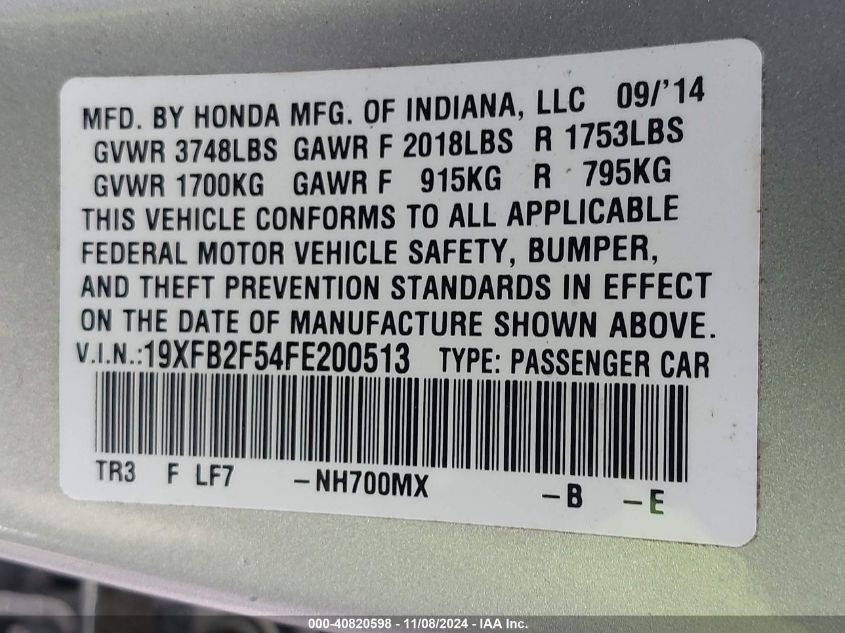 MFD. BY HONDA MFG. OF INDIANA, LLC 09/'14
GVWR 3748LBS GAWR F 2018LBS R 1753LBS
GVWR 1700KG GAWR F 915KG R 795KG
THIS VEHICLE CONFORMS TO ALL APPLICABLE
FEDERAL MOTOR VEHICLE SAFETY, BUMPER,
AND THEFT PREVENTION STANDARDS IN EFFECT
ON THE DATE OF MANUFACTURE SHOWN ABOVE.
V.I.N.:19XFB2F54FE200513 TYPE: PASSENGER CAR
TR3 F LF7 -NH700MX -B -E
000-40820598 - 11/08/2024 - IAA Inc.